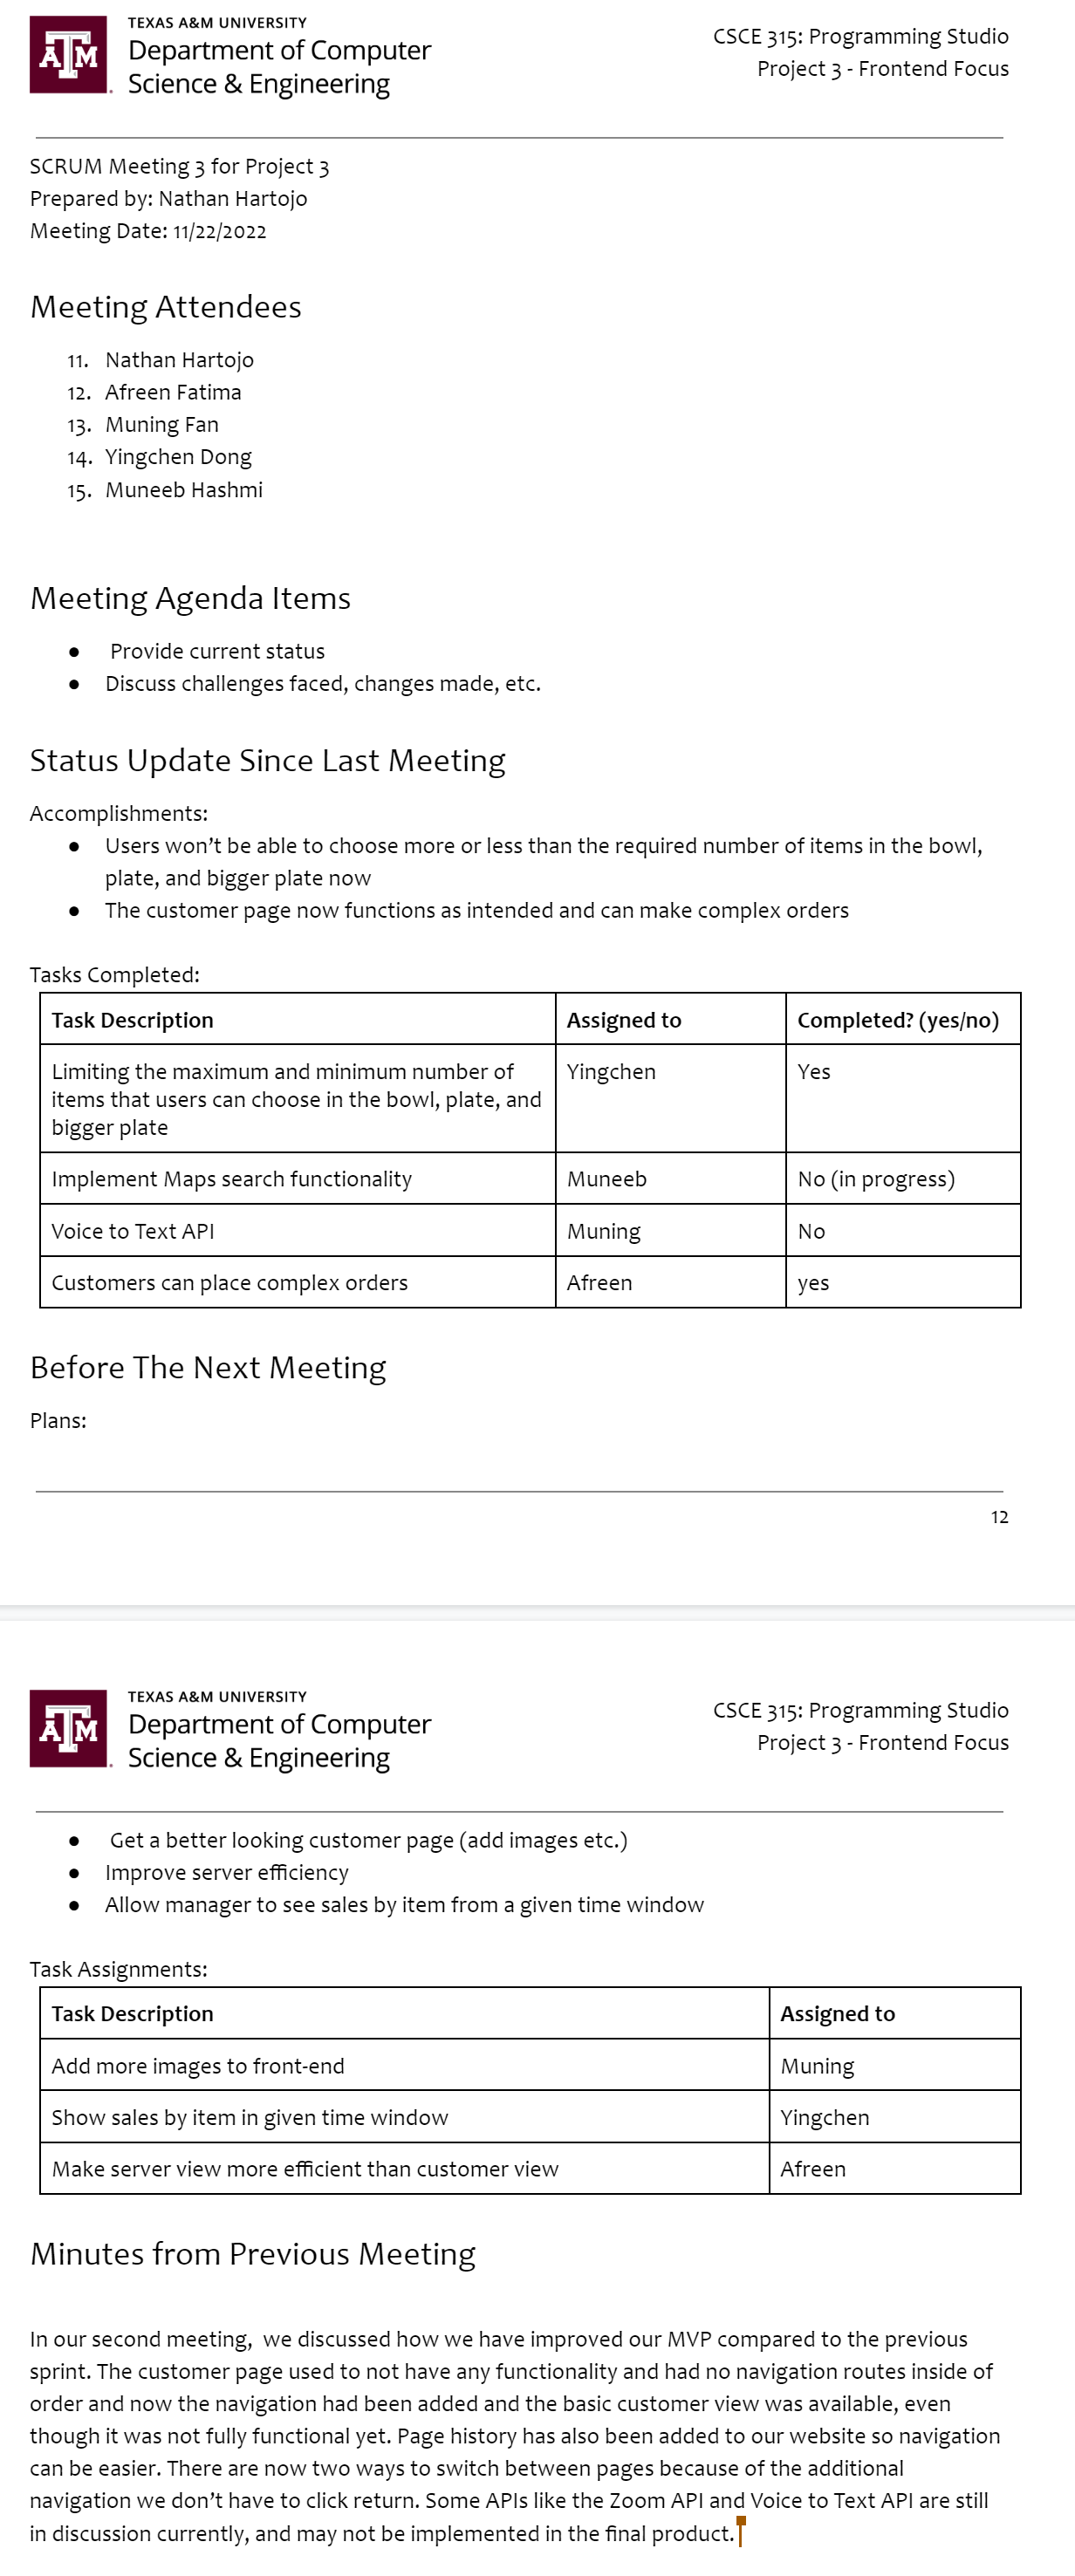 TEXAS A&M UNIVERSITY
Department of Computer
Science & Engineering
CSCE 315: Programming Studio
Project 3 - Frontend Focus
SCRUM Meeting 3 for Project 3
Prepared by: Nathan Hartojo
Meeting Date: 11/22/2022
Meeting Attendees
11. Nathan Hartojo
12. Afreen Fatima
13. Muning Fan
14. Yingchen Dong
15. Muneeb Hashmi
Meeting Agenda Items
● Provide current status
● Discuss challenges faced, changes made, etc.
Status Update Since Last Meeting
Accomplishments:
● Users won’t be able to choose more or less than the required number of items in the bowl,
plate, and bigger plate now
● The customer page now functions as intended and can make complex orders
Tasks Completed:
Task Description Assigned to Completed? (yes/no)
Limiting the maximum and minimum number of Yingchen Yes
items that users can choose in the bowl, plate, and
bigger plate
Implement Maps search functionality Muneeb No (in progress)
Voice to Text API Muning No
Customers can place complex orders Afreen yes
Before The Next Meeting
Plans:
12
TEXAS A&M UNIVERSITY
Department of Computer
Science & Engineering
CSCE 315: Programming Studio
Project 3 - Frontend Focus
● Get a better looking customer page (add images etc.)
● Improve server efficiency
● Allow manager to see sales by item from a given time window
Task Assignments:
Task Description Assigned to
Add more images to front-end Muning
Show sales by item in given time window Yingchen
Make server view more efficient than customer view Afreen
Minutes from Previous Meeting
In our second meeting,  we discussed how we have improved our MVP compared to the previous
sprint. The customer page used to not have any functionality and had no navigation routes inside of
order and now the navigation had been added and the basic customer view was available, even
though it was not fully functional yet. Page history has also been added to our website so navigation
can be easier. There are now two ways to switch between pages because of the additional
navigation we don’t have to click return. Some APIs like the Zoom API and Voice to Text API are still
in discussion currently, and may not be implemented in the final product.